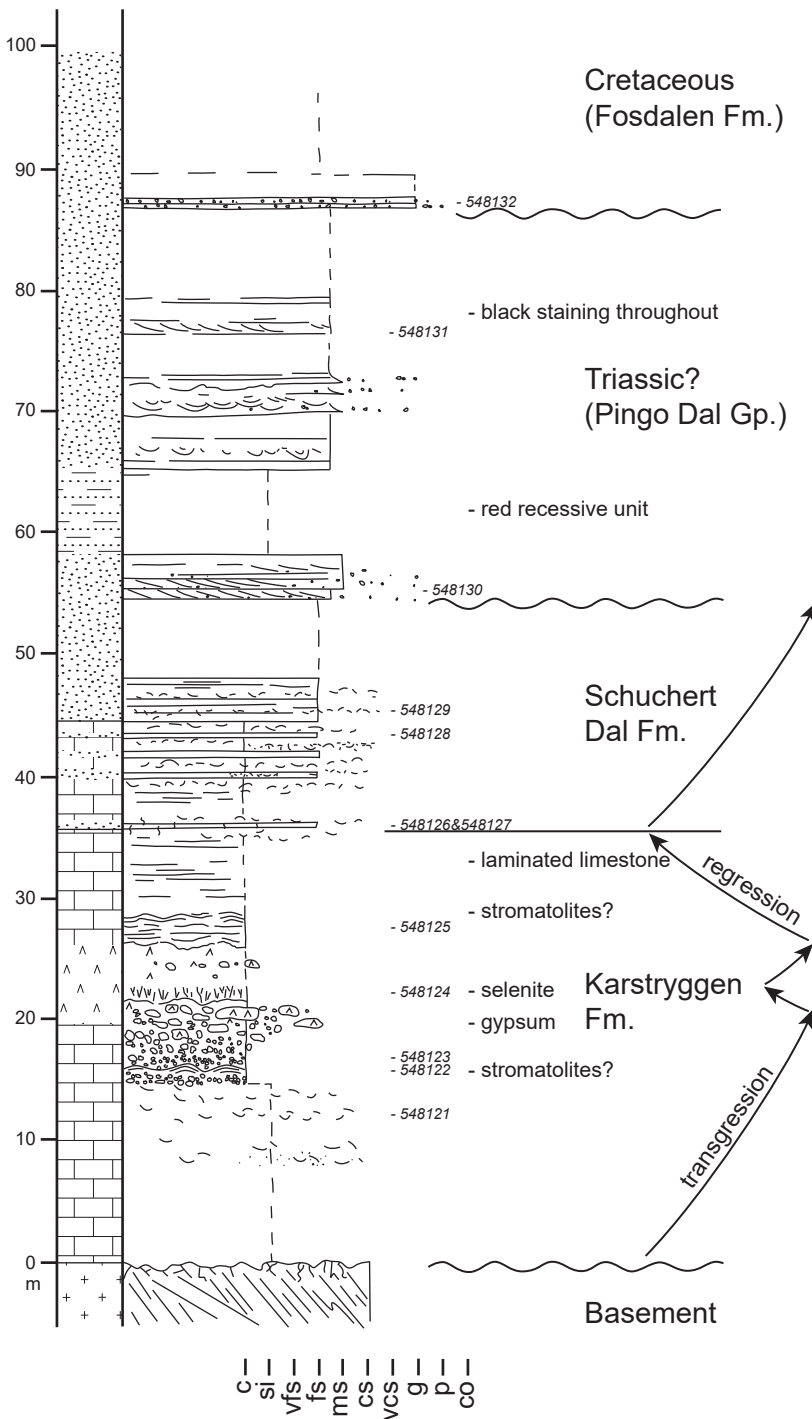 100
Cretaceous
(Fosdalen Fm.)
90
- 548132
80
- black staining throughout
- 548131
Triassic?
(Pingo Dal Gp.)
70
- red recessive unit
60
- 548130
50
Schuchert
Dal Fm.
- 548129
- 548128
40
- 548126&548127
- laminated limestone
regression
30
- stromatolites?
- 548125
Karstryggen
Fm.
- 548124
- selenite
20
- gypsum
- 548123
- 548122
- stromatolites?
- 548121
10
transgression
0
m
Basement
c
si
vfs
fs
ms
cs
vcs
g
p
co